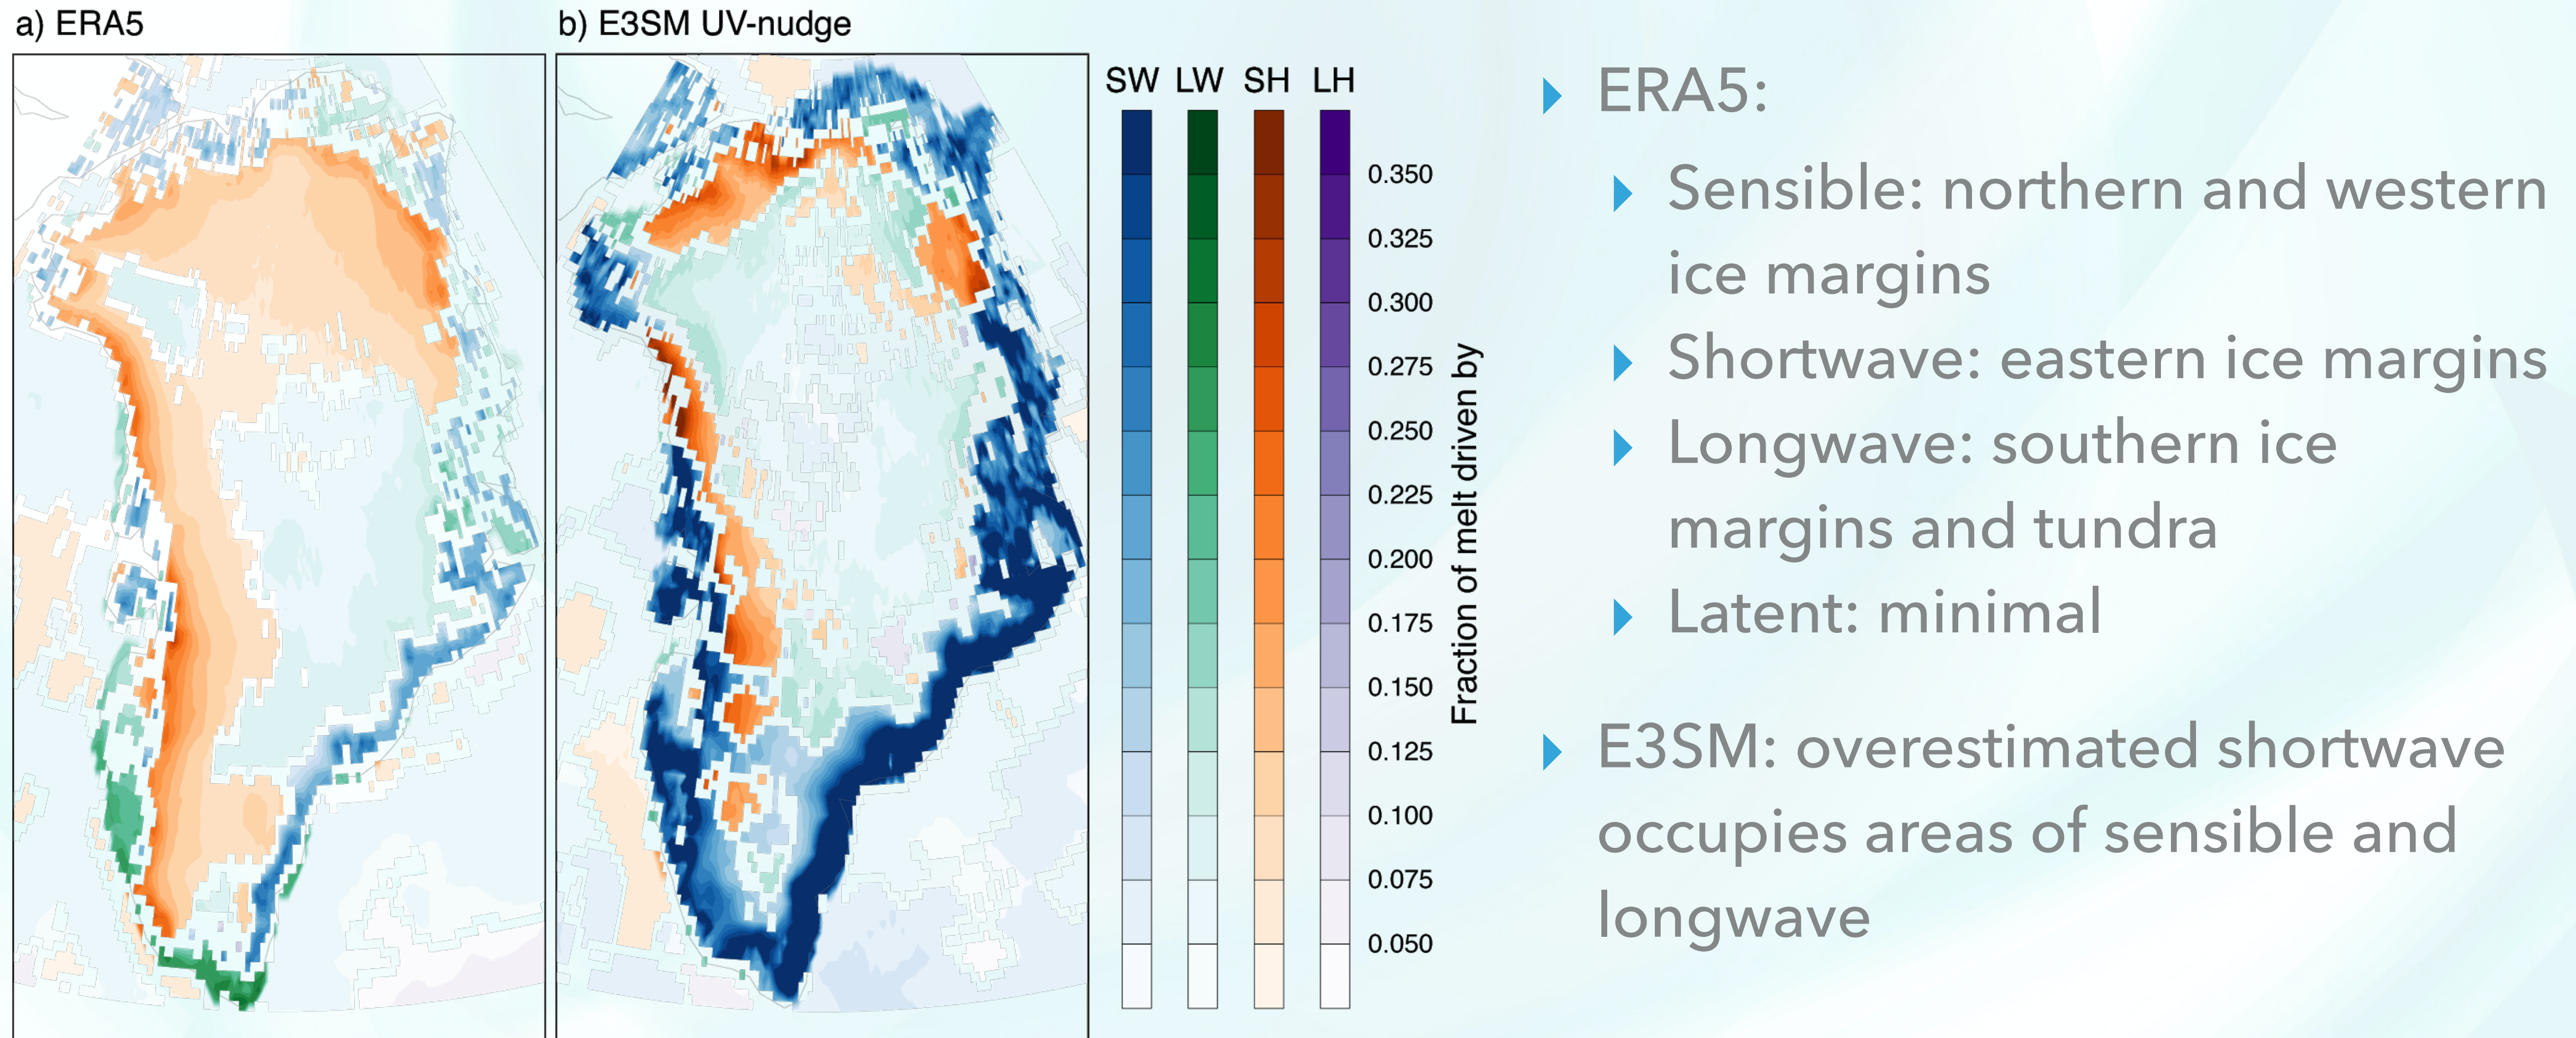 a) ERA5
b) E3SM UV-nudge
SW LW SH LH
0.350
0.325
0.300
0.275
0.250
0.225
0.200
0.175
0.150
0.125
0.100
0.075
0.050
Fraction of melt driven by
ERA5:
Sensible: northern and western
ice margins
Shortwave: eastern ice margins
Longwave: southern ice
margins and tundra
Latent: minimal
E3SM: overestimated shortwave
occupies areas of sensible and
longwave